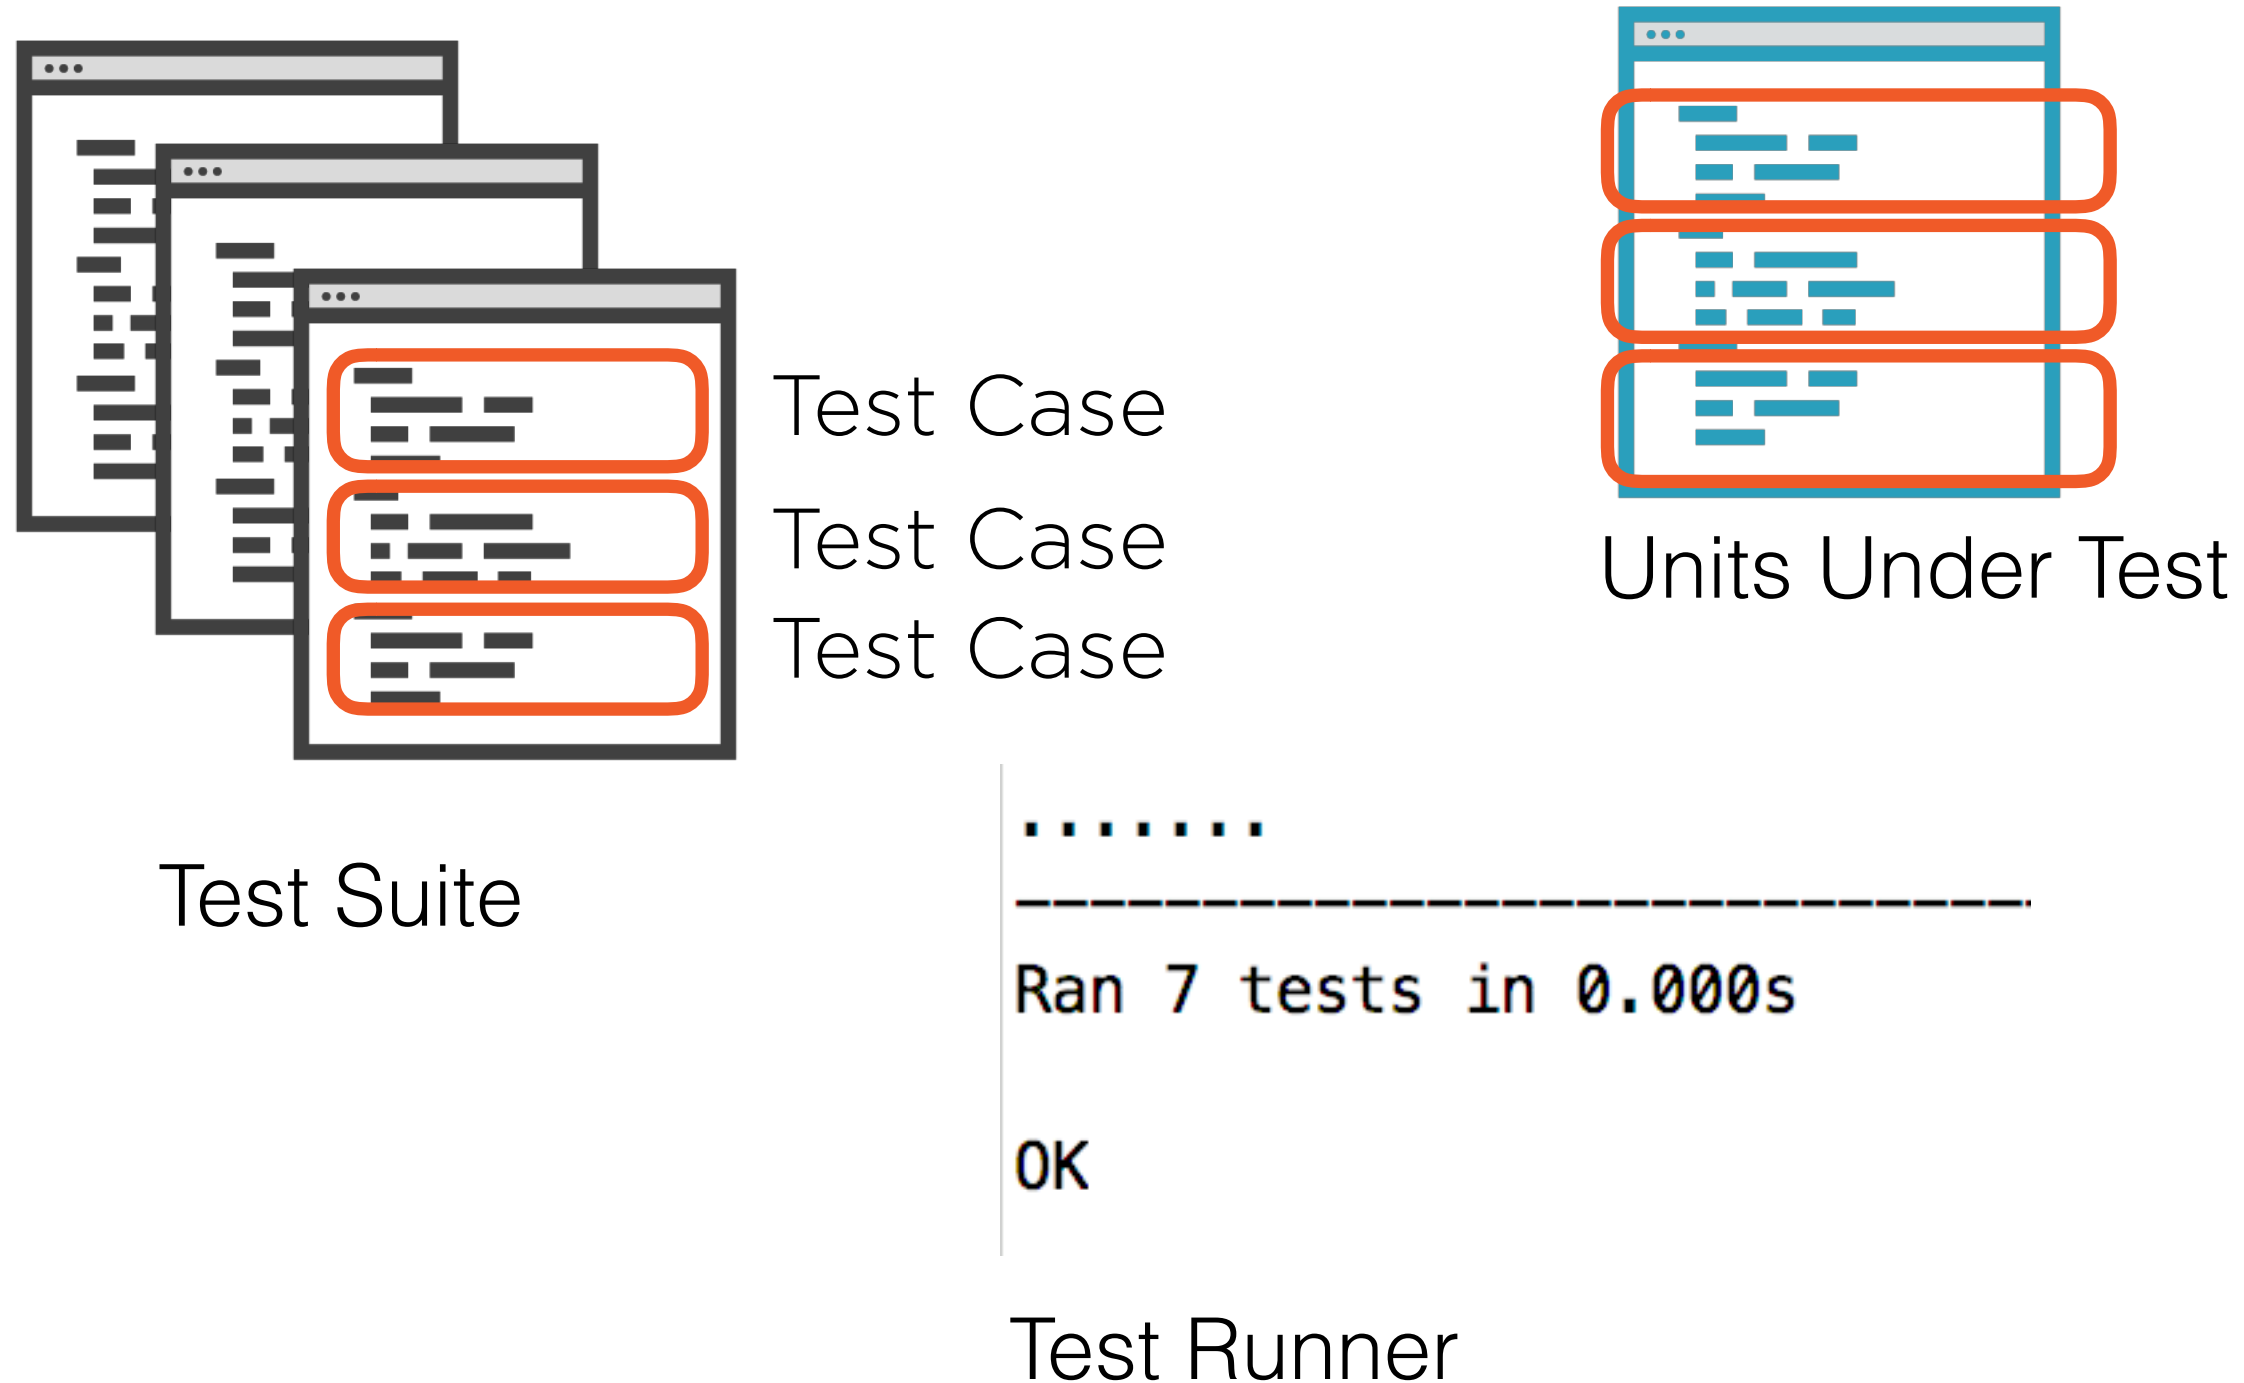 Test Case
Test Case
Test Case
Units Under Test
Test Suite
.......
----------------------------
Ran 7 tests in 0.000s
OK
Test Runner